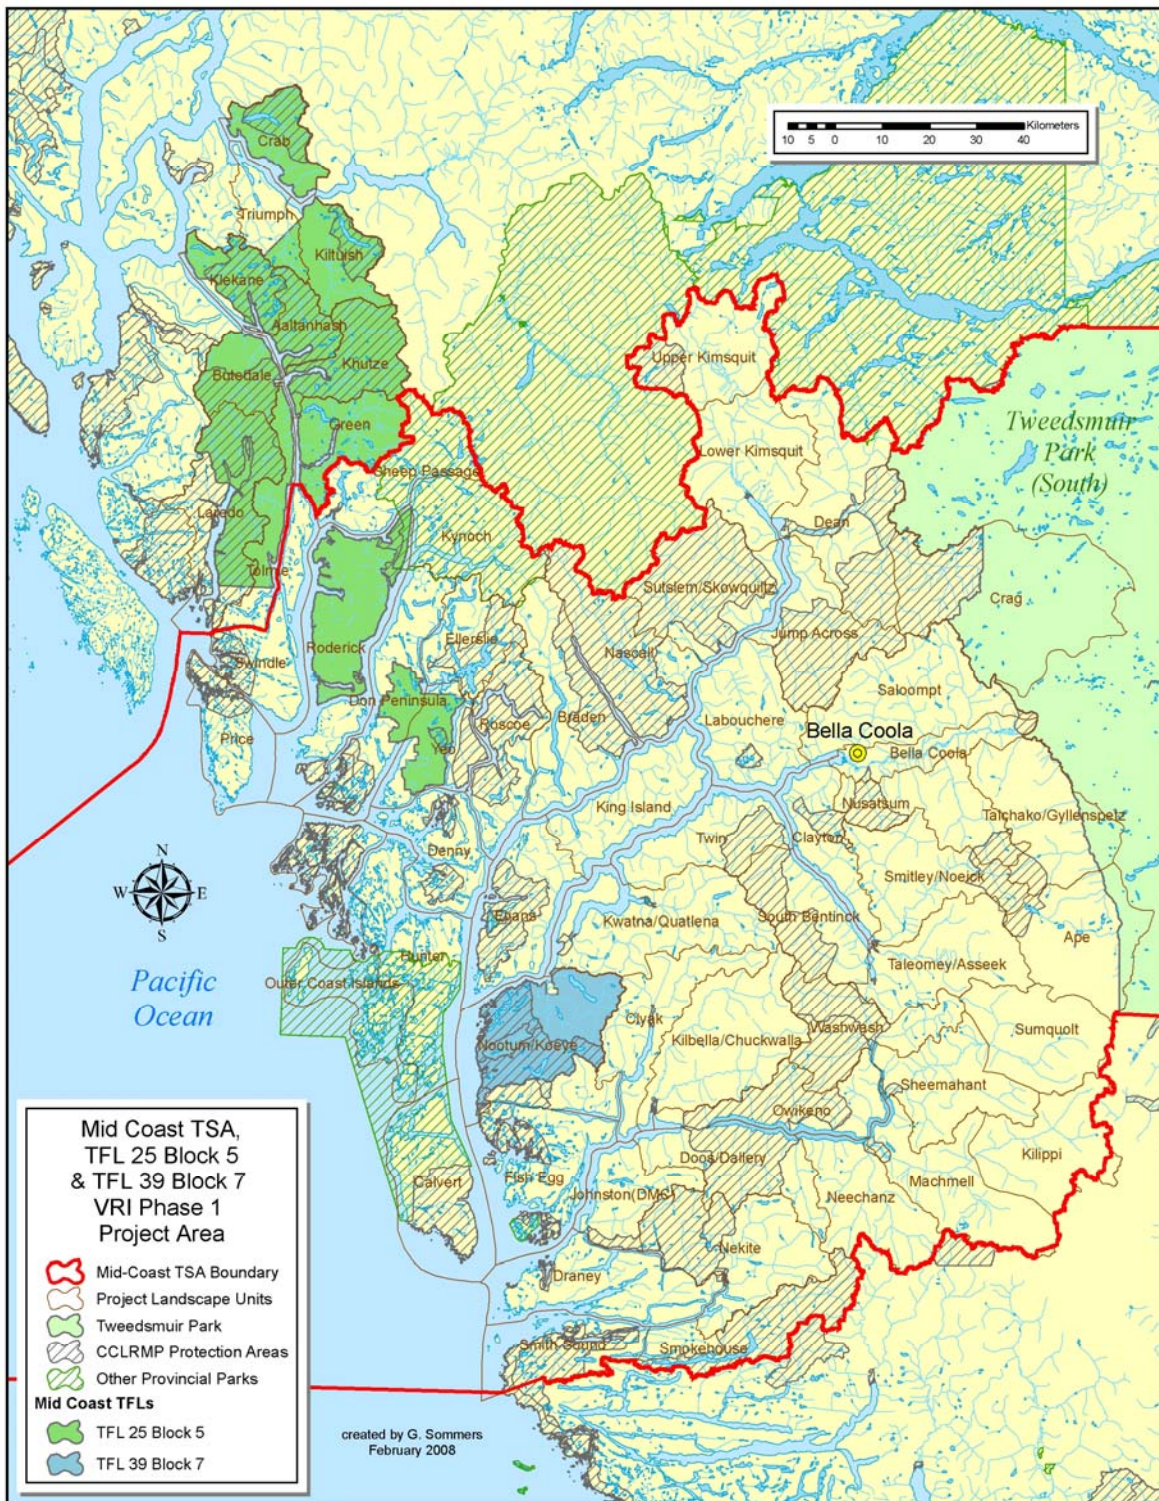 Kilometers
10 5 0 10 20 30 40
Crab
Triumph
Kiltuish
Klekane
Aaltanhash
Khutze
Butedale
Green
Upper Kimsquit
Tweedsmuir
Park
(South)
Lower Kimsquit
Sheep Passage
Laredo
Dean
Kynoch
Tolmie
Sutslem/Skowquiltz
Crag
Jump Across
Ellerslie
Roderick
Nascall
Swindle
Saloompt
Don Peninsula
Roscoe
Braden
Labouchere
Price
Yeo
Bella Coola
Bella Coola
King Island
Nusatsum
Talchako/Gyllenspetz
Twin
Clayton
Denny
N
W E
S
Smitley/Noeick
Evans
Kwatna/Quatlena
South Bentinck
Ape
Hunter
Taleomey/Asseek
Outer Coast Islands
Pacific
Ocean
Clyak
Washwash
Sumquolt
Nootum/Koeye
Kilbella/Chuckwalla
Sheemahant
Owikeno
Kilippi
Doos/Dallery
Calvert
Fish Egg
Johnston(DMC)
Machmell
Neechanz
Nekite
Draney
Smith Sound
Smokehouse
Mid Coast TSA,
TFL 25 Block 5
& TFL 39 Block 7
VRI Phase 1
Project Area
Mid-Coast TSA Boundary
Project Landscape Units
Tweedsmuir Park
CCLRMP Protection Areas
Other Provincial Parks
Mid Coast TFLs
TFL 25 Block 5
TFL 39 Block 7
created by G. Sommers
February 2008